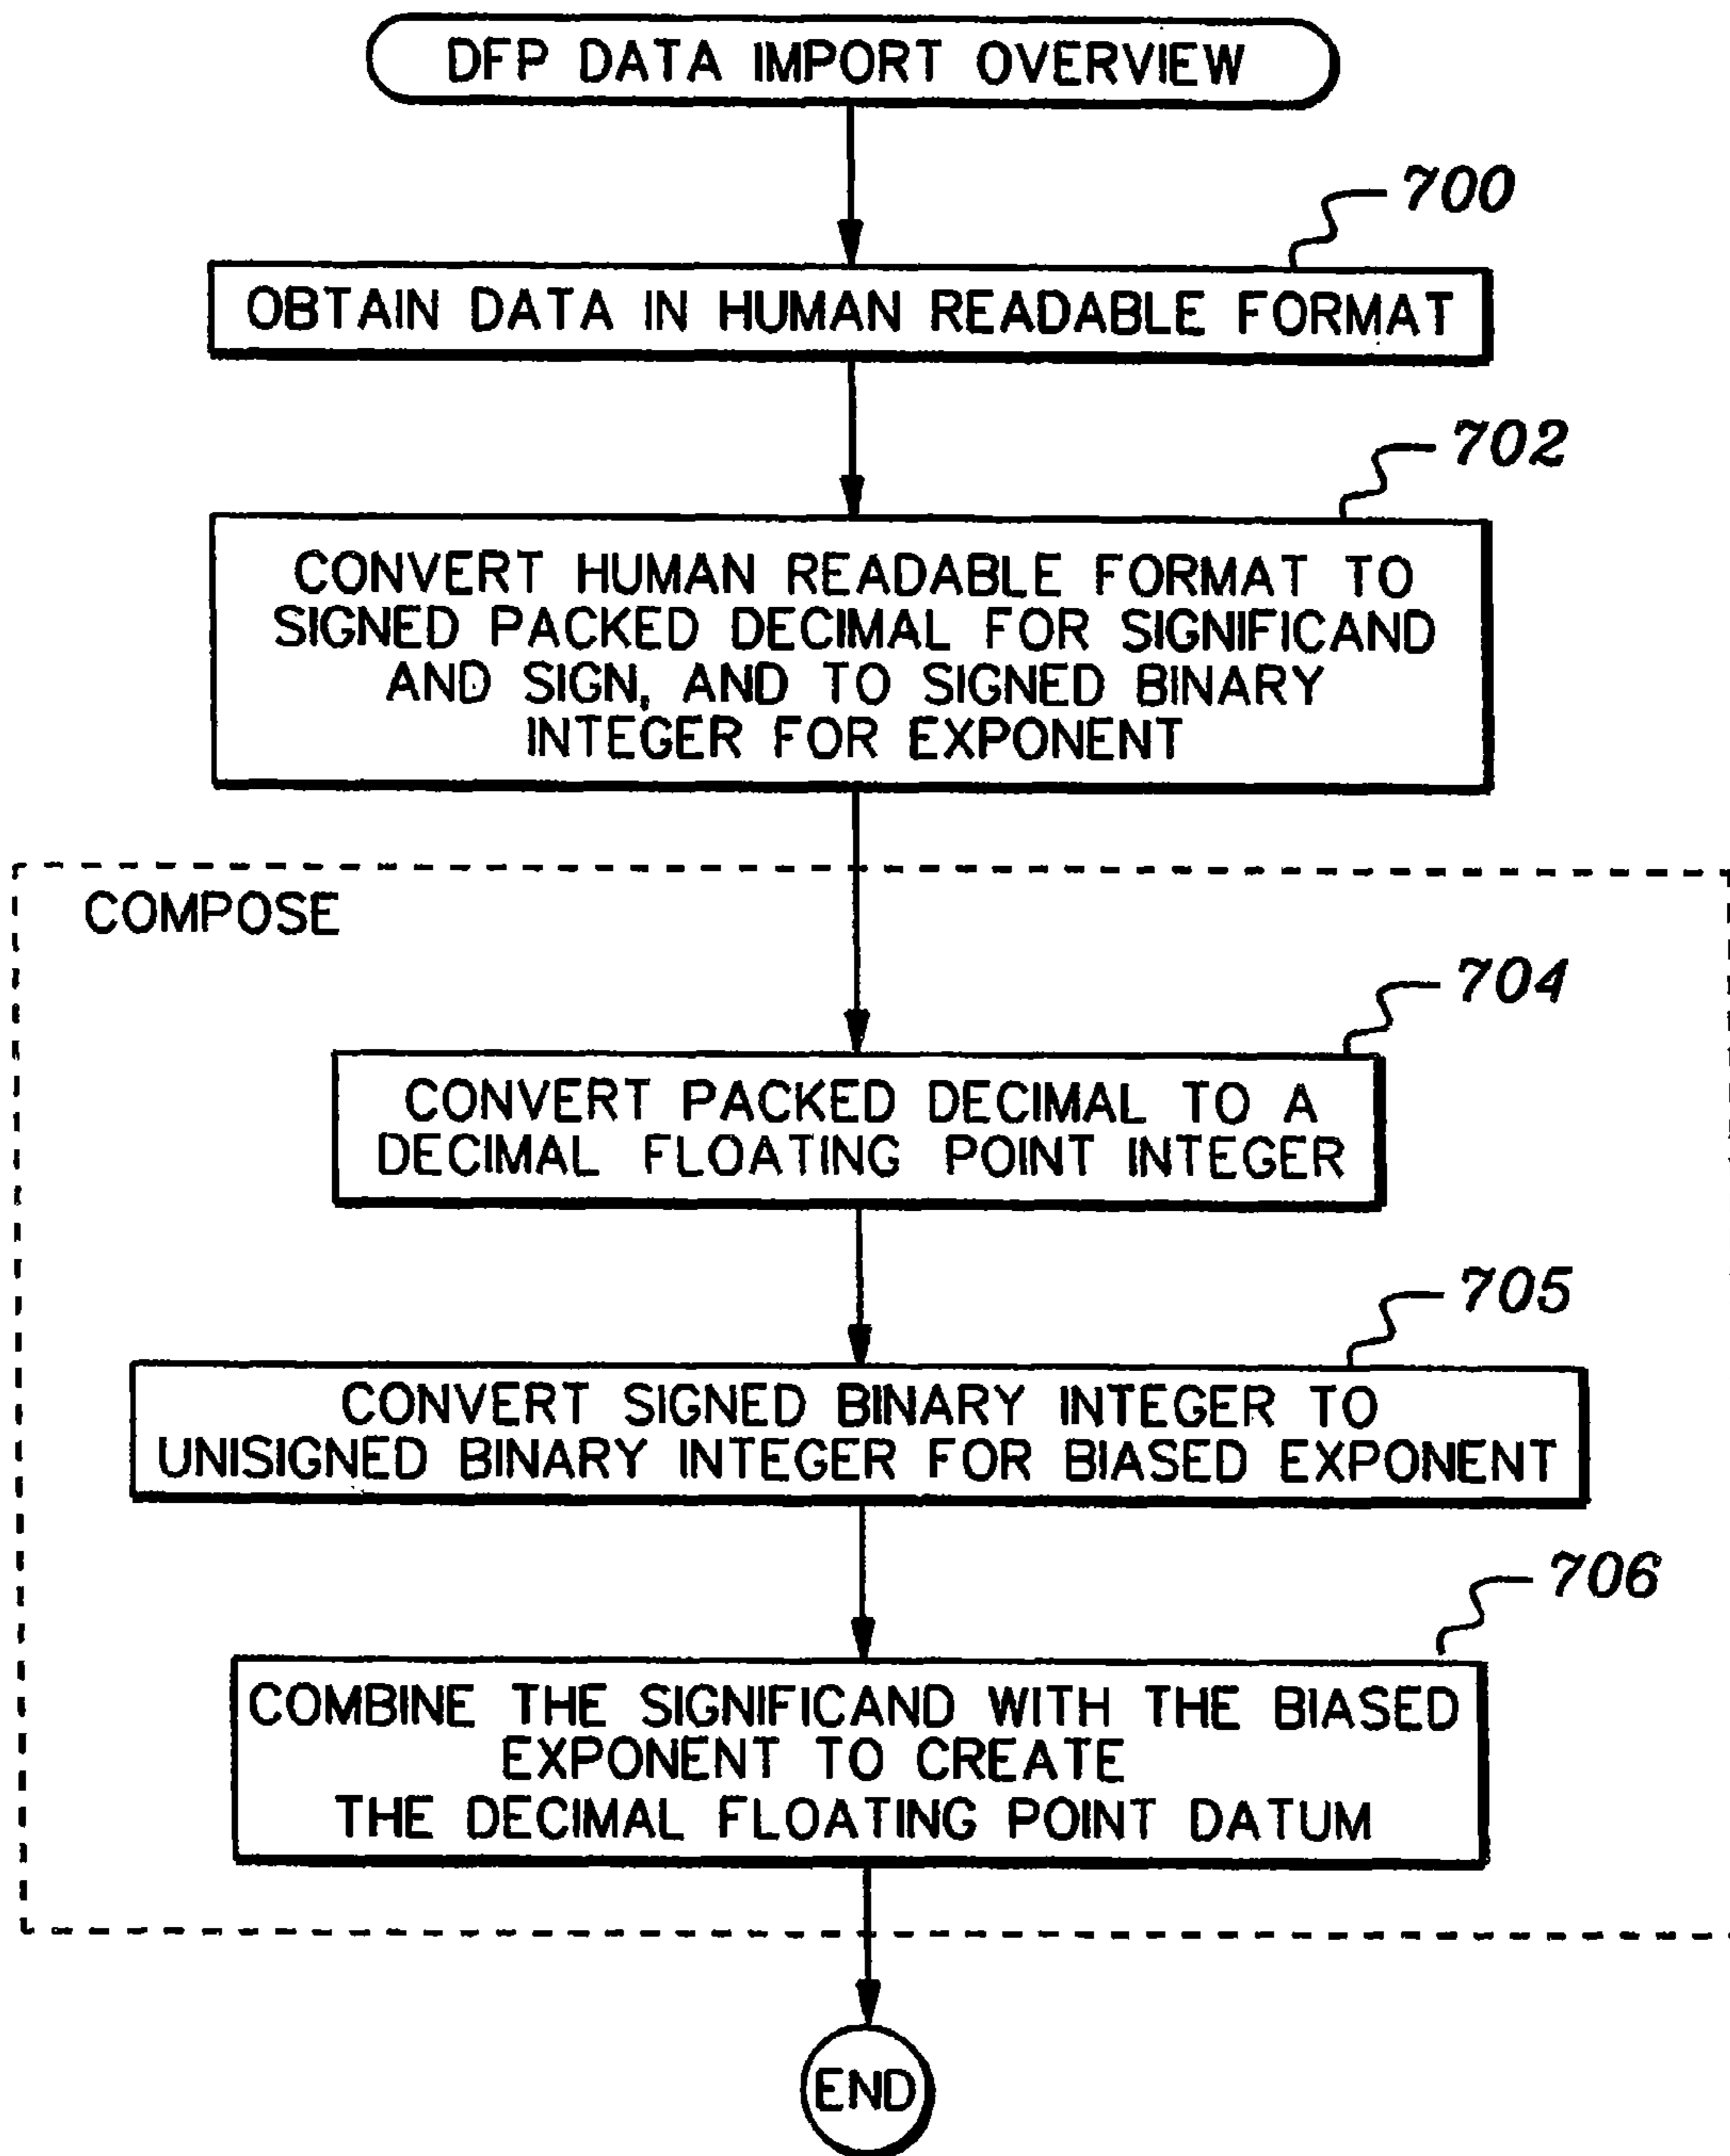 DFP DATA IMPORT OVERVIEW
700
OBTAIN DATA IN HUMAN READABLE FORMAT
702
CONVERT HUMAN READABLE FORMAT TO
SIGNED PACKED DECIMAL FOR SIGNIFICAND
AND SIGN, AND TO SIGNED BINARY
INTEGER FOR EXPONENT
COMPOSE
704
CONVERT PACKED DECIMAL TO A
DECIMAL FLOATING POINT INTEGER
705
CONVERT SIGNED BINARY INTEGER TO
UNISIGNED BINARY INTEGER FOR BIASED EXPONENT
706
COMBINE THE SIGNIFICAND WITH THE BIASED
EXPONENT TO CREATE
THE DECIMAL FLOATING POINT DATUM
END